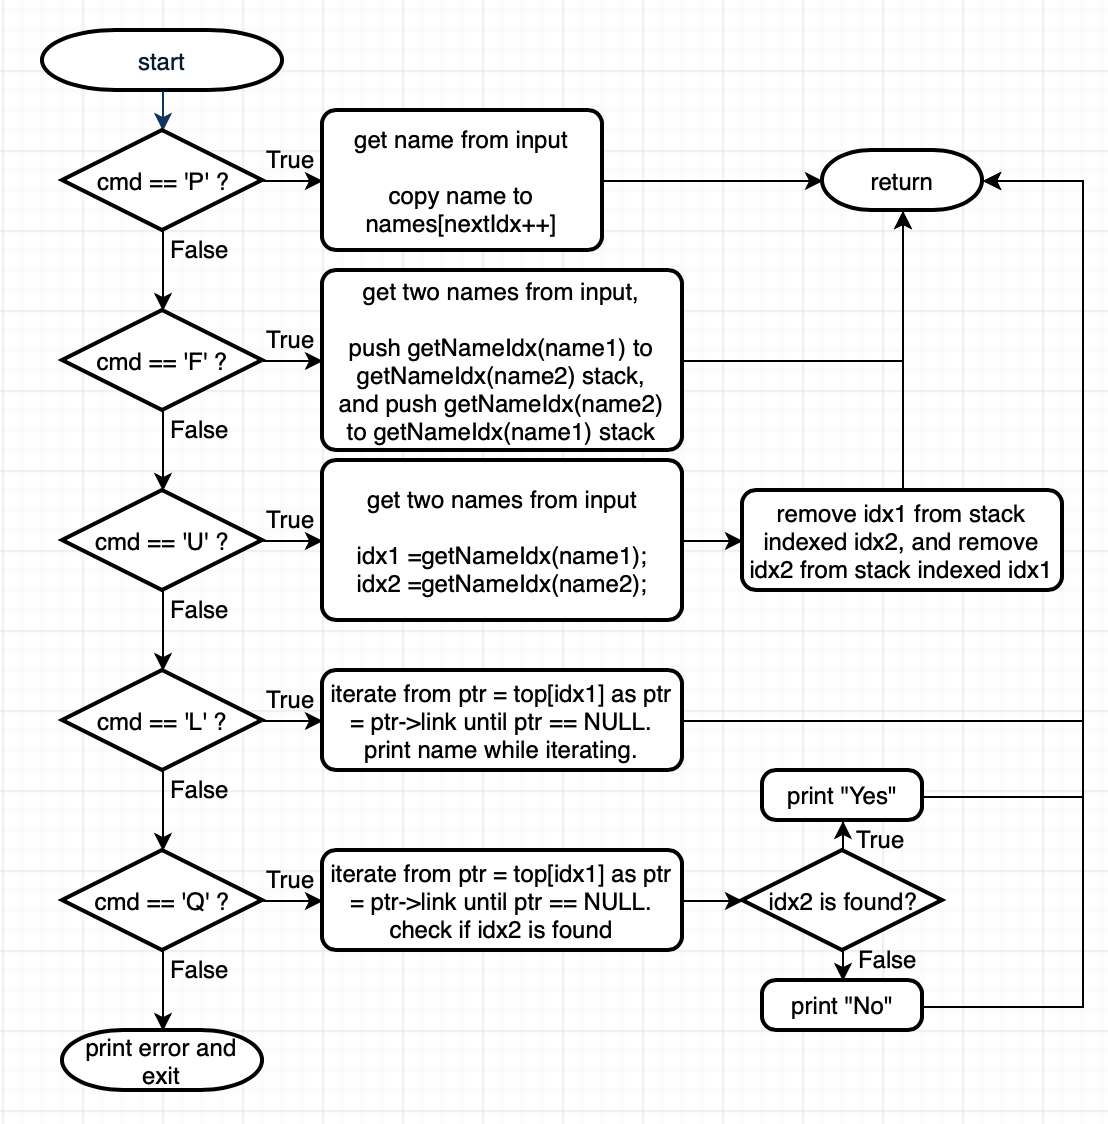 start
cmd == 'P' ?
True
get name from input
copy name to
names[nextIdx++]
return
False
cmd == 'F' ?
True
get two names from input,
push getNameIdx(name1) to
getNameIdx(name2) stack,
and push getNameIdx(name2)
to getNameIdx(name1) stack
False
cmd == 'U' ?
True
get two names from input
idx1 =getNameIdx(name1);
idx2 =getNameIdx(name2);
remove idx1 from stack
indexed idx2, and remove
idx2 from stack indexed idx1
False
cmd == 'L' ?
True
iterate from ptr = top[idx1] as ptr
= ptr->link until ptr == NULL.
print name while iterating.
False
cmd == 'Q' ?
True
iterate from ptr = top[idx1] as ptr
= ptr->link until ptr == NULL.
check if idx2 is found
idx2 is found?
True
print "Yes"
False
print "No"
False
print error and
exit